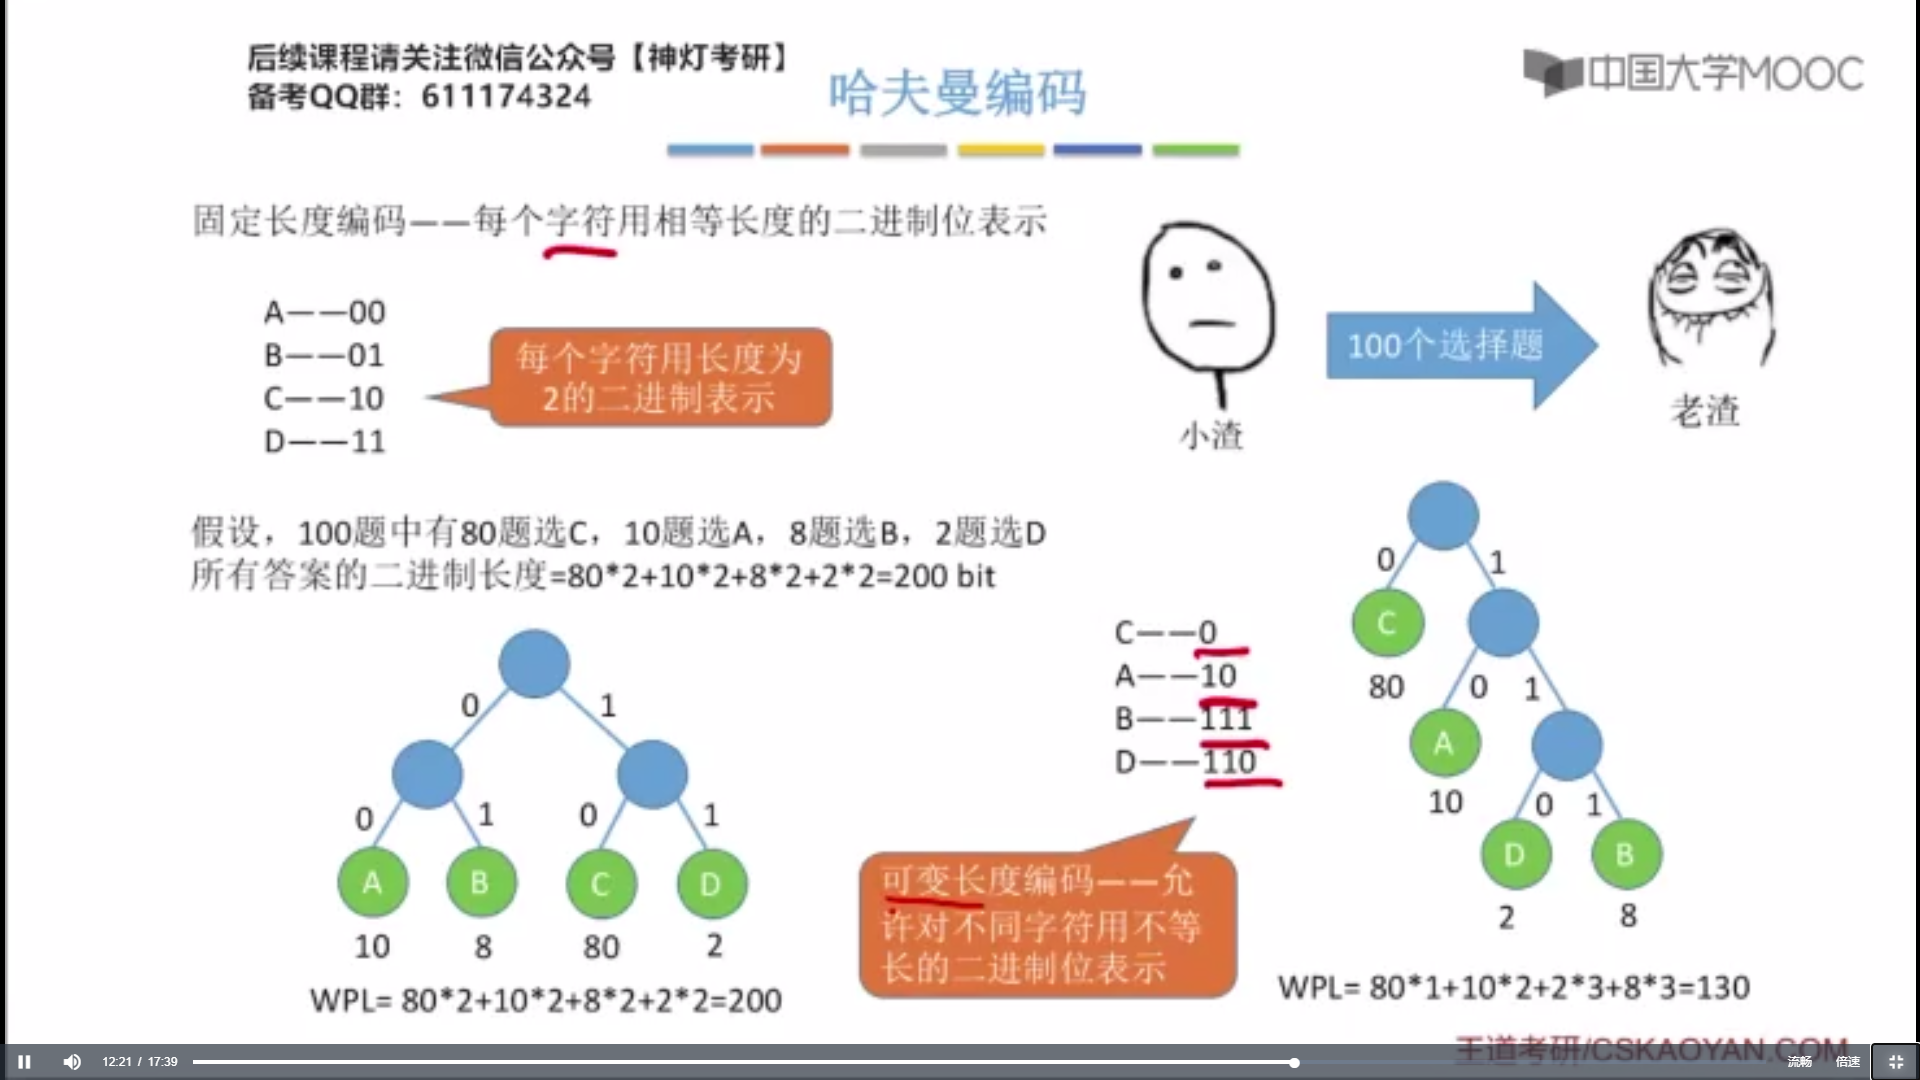 后续课程请关注微信公众号【神灯考研】
备考QQ群：611174324
哈夫曼编码
中国大学MOOC
固定长度编码——每个字符用相等长度的二进制位表示
A——00
B——01
C——10
D——11
每个字符用长度为
2的二进制表示
小渣
100个选择题
老渣
假设，100题中有80题选C，10题选A，8题选B，2题选D
所有答案的二进制长度=80*2+10*2+8*2+2*2=200 bit
0 1
0 1 0 1
A B C D
10 8 80 2
WPL= 80*2+10*2+8*2+2*2=200
C——0
A——10
B——111
D——110
可变长度编码——允
许对不同字符用不等
长的二进制位表示
0 1
C
80 0 1
A
10 0 1
D B
2 8
WPL= 80*1+10*2+2*3+8*3=130
王道考研/CSKAOYAN.COM
12:21 / 17:39
流畅 倍速